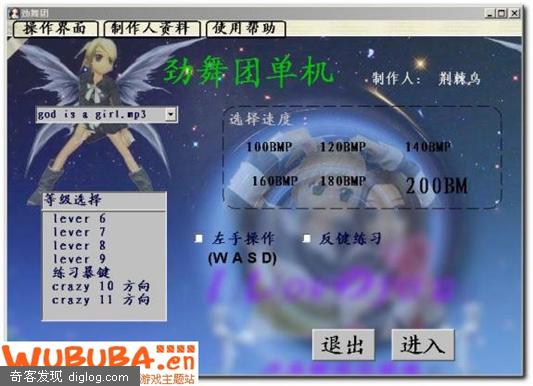 劲舞团
操作界面 制作人资料 使用帮助
劲舞团单机
制作人： 荆棘鸟
god is a girl.mp3
选择速度：
100BMP 120BMP 140BMP
160BMP 180BMP 200BM
等级选择
lever 6
lever 7
lever 8
lever 9
练习暴键
crazy 10 方向
crazy 11 方向
左手操作 反键练习
(W A S D)
退出 进入
WUBUBA.cn
游戏主题站
奇客发现 diglog.com